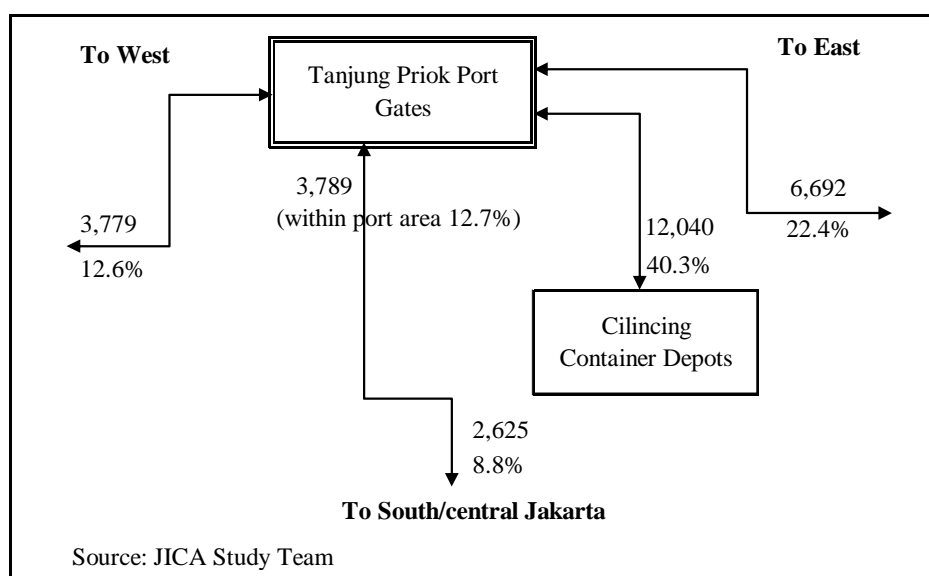 To West
To East
Tanjung Priok Port
Gates
3,789
(within port area 12.7%)
3,779
12.6%
12,040
40.3%
6,692
22.4%
Cilincing
Container Depots
2,625
8.8%
To South/central Jakarta
Source: JICA Study Team